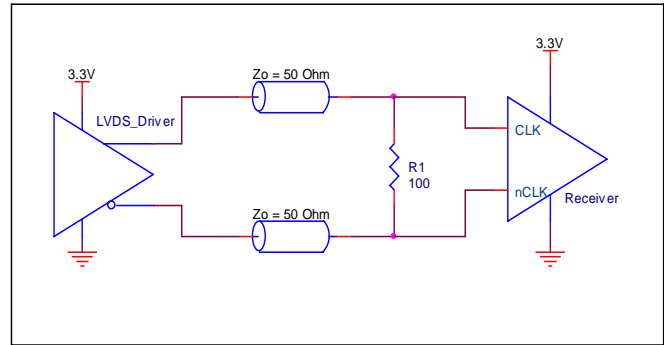 3.3V
LVDS_Driver
Zo = 50 Ohm
Zo = 50 Ohm
R1
100
3.3V
CLK
nCLK
Receiver